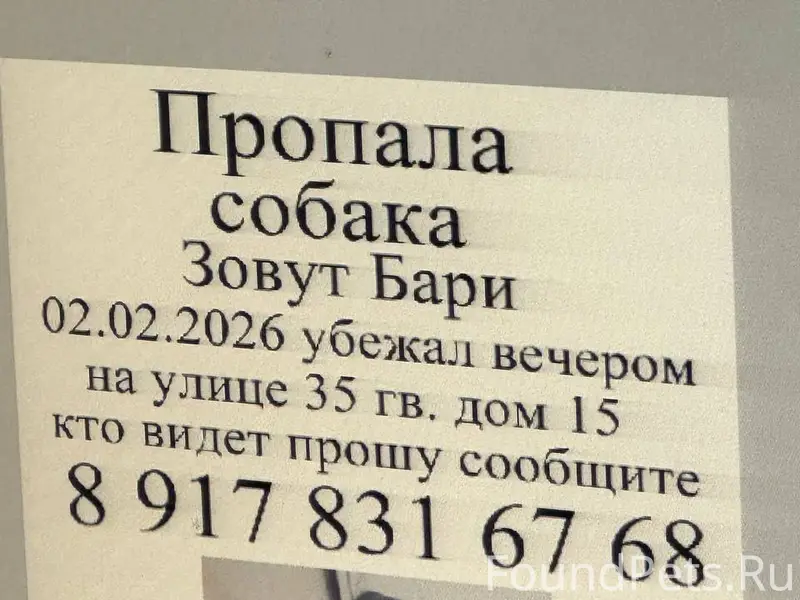 Пропала
собака
Зовут Бари
02.02.2026 убежал вечером
на улице 35 гв. дом 15
кто видет прошу сообщите
8 917 831 67 68
FoundPets.Ru